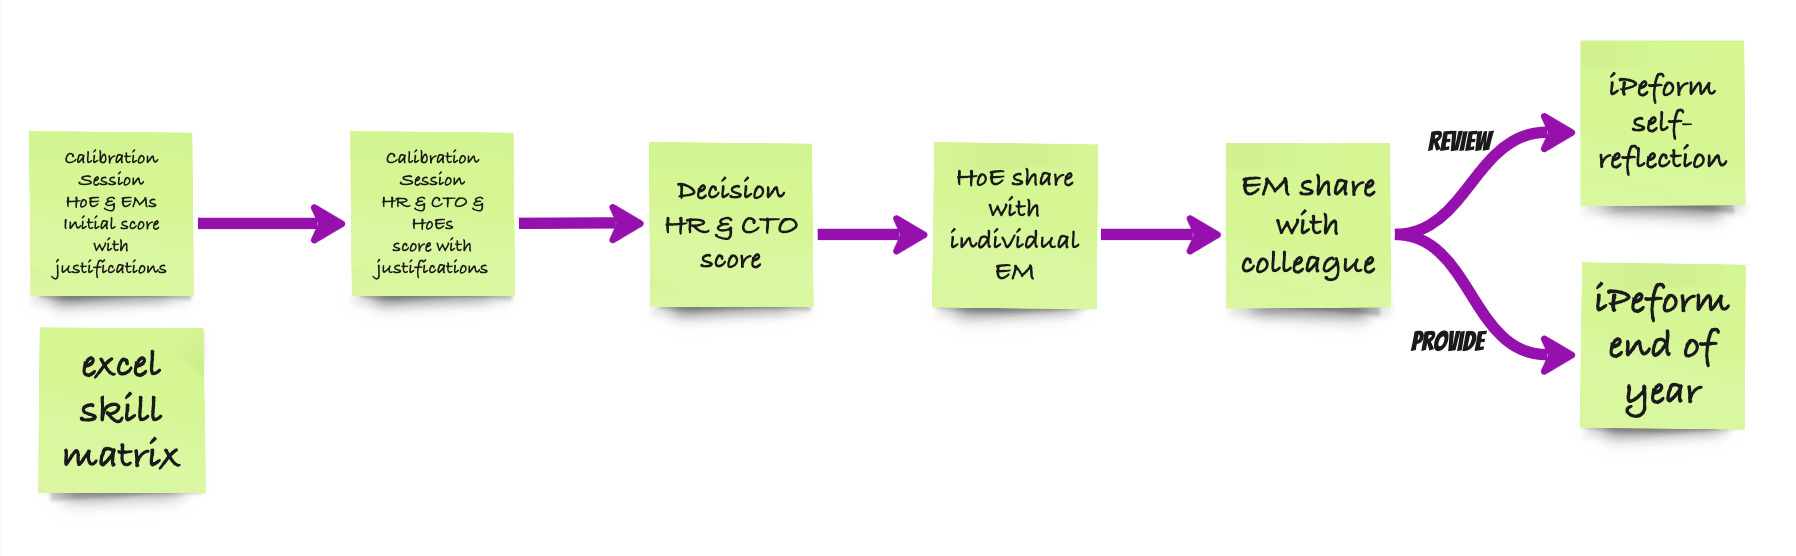 Calibration
Session
HoE & EMs
Initial score
with
justifications
excel
skill
matrix
Calibration
Session
HR & CTO &
HoEs
score with
justifications
Decision
HR & CTO
score
HoE share
with
individual
EM
EM share
with
colleague
REVIEW
iPeform
self-
reflection
PROVIDE
iPeform
end of
year